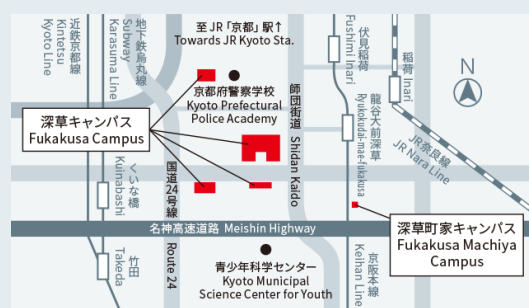 近鉄京都線
Kintetsu
Kyoto Line
地下鉄烏丸線
Subway
Karasuma Line
至 JR「京都」駅↑
Towards JR Kyoto Sta.
京都府警察学校
Kyoto Prefectural
Police Academy
師団街道 Shidan Kaido
伏見稲荷
Fushimi Inari
稲荷 Inari
N
龍谷大前深草
Ryukokudai-mae-fukakusa
JR奈良線
JR Nara Line
深草キャンパス
Fukakusa Campus
くいな橋
Kuinabashi
国道24号線
Route 24
名神高速道路 Meishin Highway
深草町家キャンパス
Fukakusa Machiya
Campus
竹田
Takeda
青少年科学センター
Kyoto Municipal
Science Center for Youth
京阪本線
Keihan Line